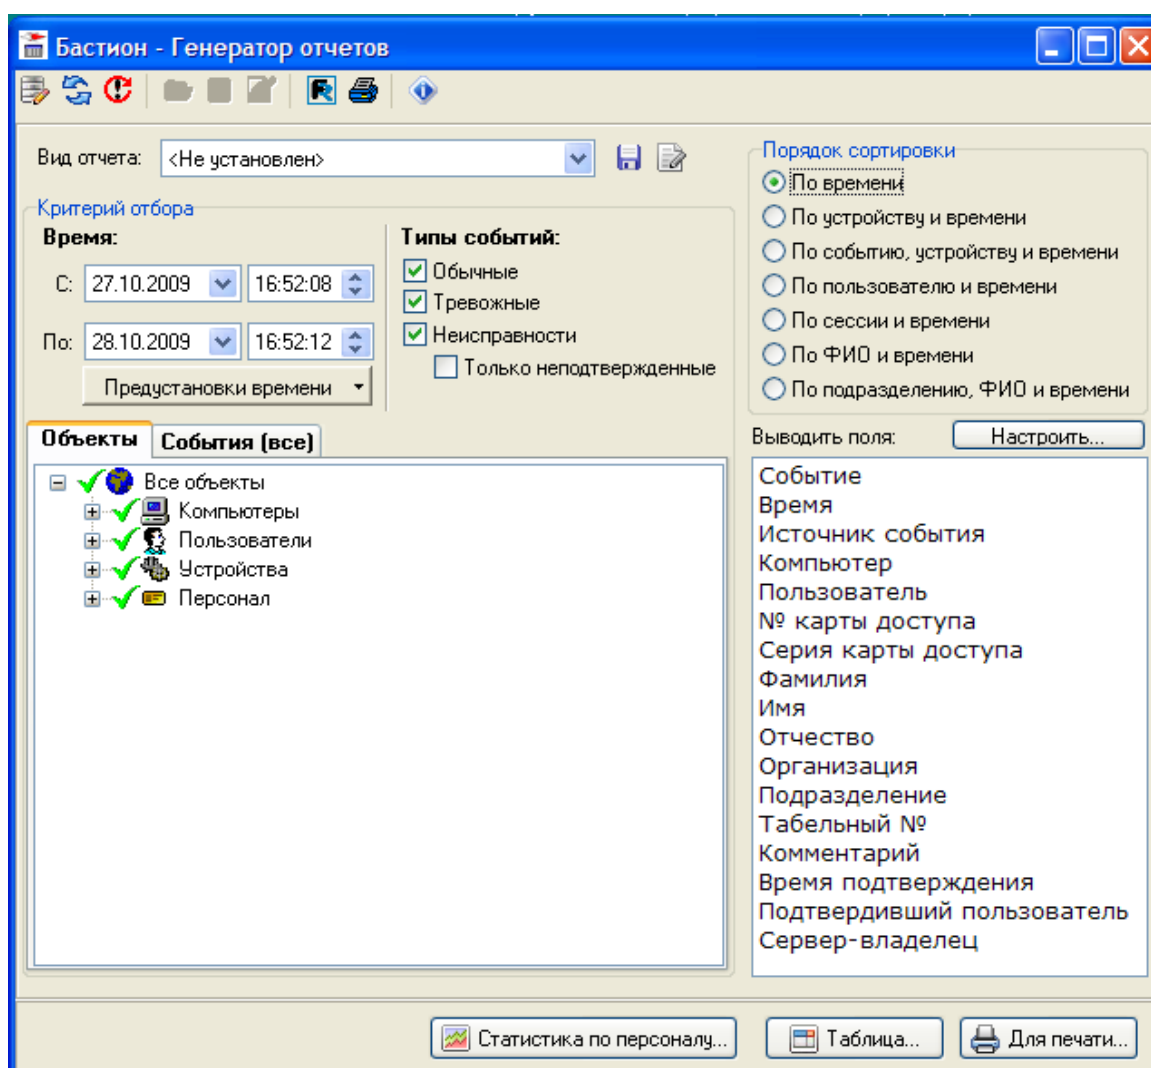 Бастион - Генератор отчетов
Вид отчета: <Не установлен>
Критерий отбора
Время:
С: 27.10.2009 16:52:08
По: 28.10.2009 16:52:12
Предустановки времени
Типы событий:
Обычные
Тревожные
Неисправности
Только неподтвержденные
Порядок сортировки
По времени
По устройству и времени
По событию, устройству и времени
По пользователю и времени
По сессии и времени
По ФИО и времени
По подразделению, ФИО и времени
Объекты События (все)
Все объекты
Компьютеры
Пользователи
Устройства
Персонал
Выводить поля: Настроить...
Событие
Время
Источник события
Компьютер
Пользователь
№ карты доступа
Серия карты доступа
Фамилия
Имя
Отчество
Организация
Подразделение
Табельный №
Комментарий
Время подтверждения
Подтвердивший пользователь
Сервер-владелец
Статистика по персоналу... Таблица... Для печати...